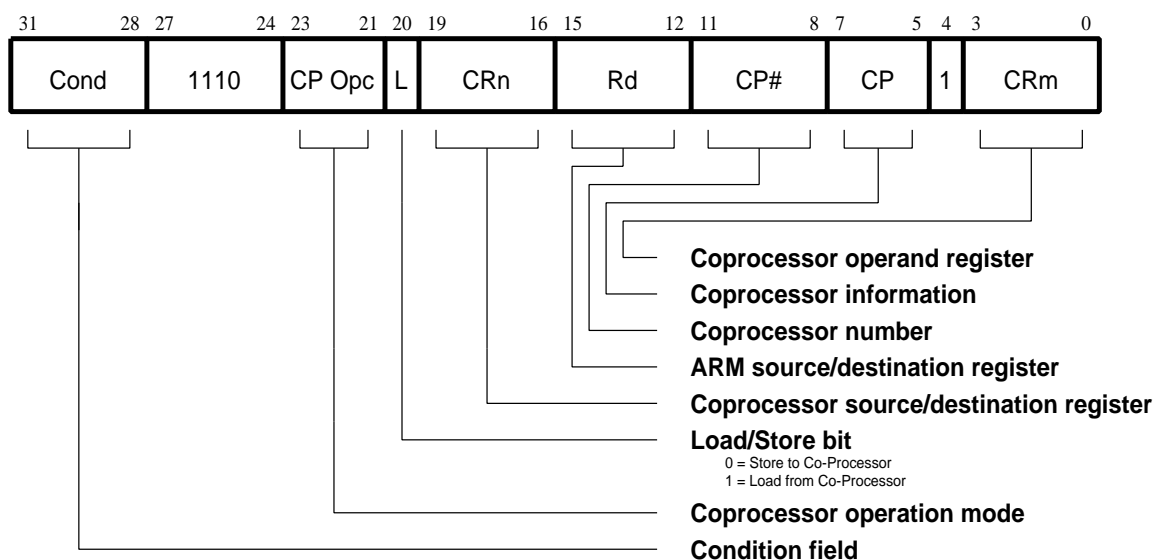 31 28 27 24 23 21 20 19 16 15 12 11 8 7 5 4 3 0
Cond 1110 CP Opc L CRn Rd CP# CP 1 CRm
Coprocessor operand register
Coprocessor information
Coprocessor number
ARM source/destination register
Coprocessor source/destination register
Load/Store bit
0 = Store to Co-Processor
1 = Load from Co-Processor
Coprocessor operation mode
Condition field